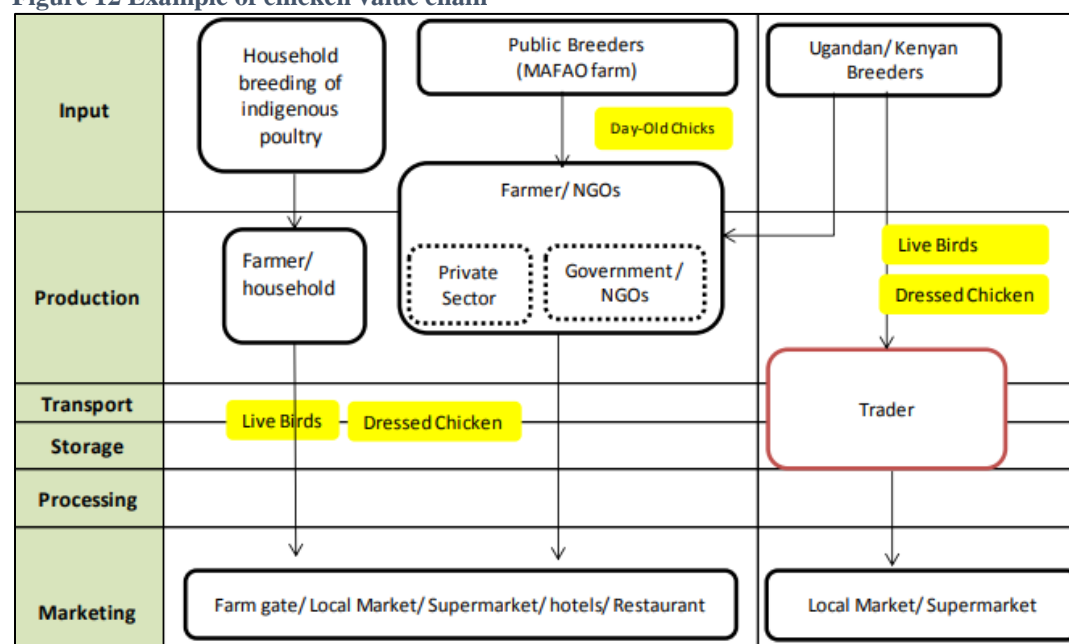 Figure 12 Example of chicken value chain
Input
Household
breeding of
indigenous
poultry
Public Breeders
(MAFAO farm)
Ugandan/ Kenyan
Breeders
Day-Old Chicks
Farmer/ NGOs
Production
Farmer/
household
Private
Sector
Government /
NGOs
Live Birds
Dressed Chicken
Transport
Storage
Live Birds
Dressed Chicken
Trader
Processing
Marketing
Farm gate/ Local Market/ Supermarket/ hotels/ Restaurant
Local Market/ Supermarket